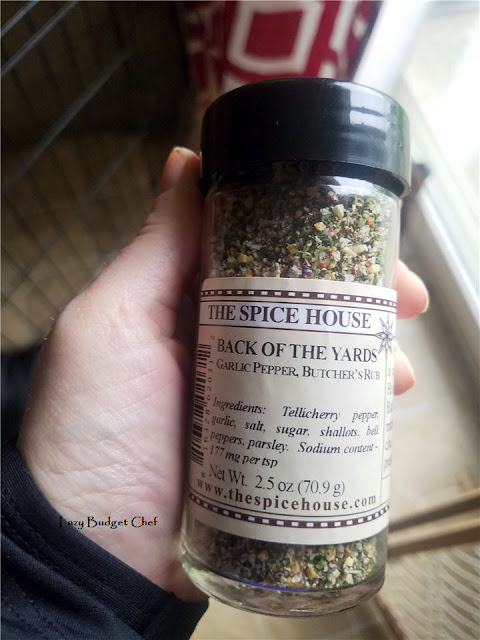 THE SPICE HOUSE
BACK OF THE YARDS
GARLIC PEPPER, BUTCHER'S RUB
Ingredients: Tellicherry pepper,
garlic, salt, sugar, shallots, bell
peppers, parsley. Sodium content -
177 mg per tsp
Net Wt. 2.5 oz (70.9 g)
www.thespicehouse.com
Lazy Budget Chef